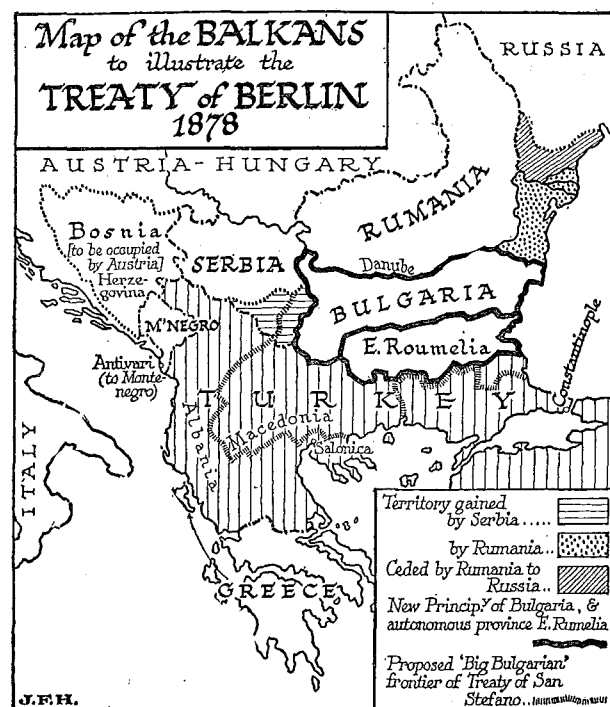 Map of the BALKANS
to illustrate the
TREATY of BERLIN
1878
RUSSIA
AUSTRIA-HUNGARY
RUMANIA
Bosnia
[to be occupied
by Austria]
Herze-
govina
SERBIA
Danube
BULGARIA
M'NEGRO
E. Roumelia
Constantinople
Antivari
(to Monte-
negro)
TURKEY
Albania
Macedonia
Salonica
ITALY
GREECE
Territory gained
by Serbia.....
by Rumania..
Ceded by Rumania to
Russia..
New Principy. of Bulgaria, &
autonomous province E. Rumelia
Proposed 'Big Bulgarian'
frontier of Treaty of San
Stefano..
J.F.H.